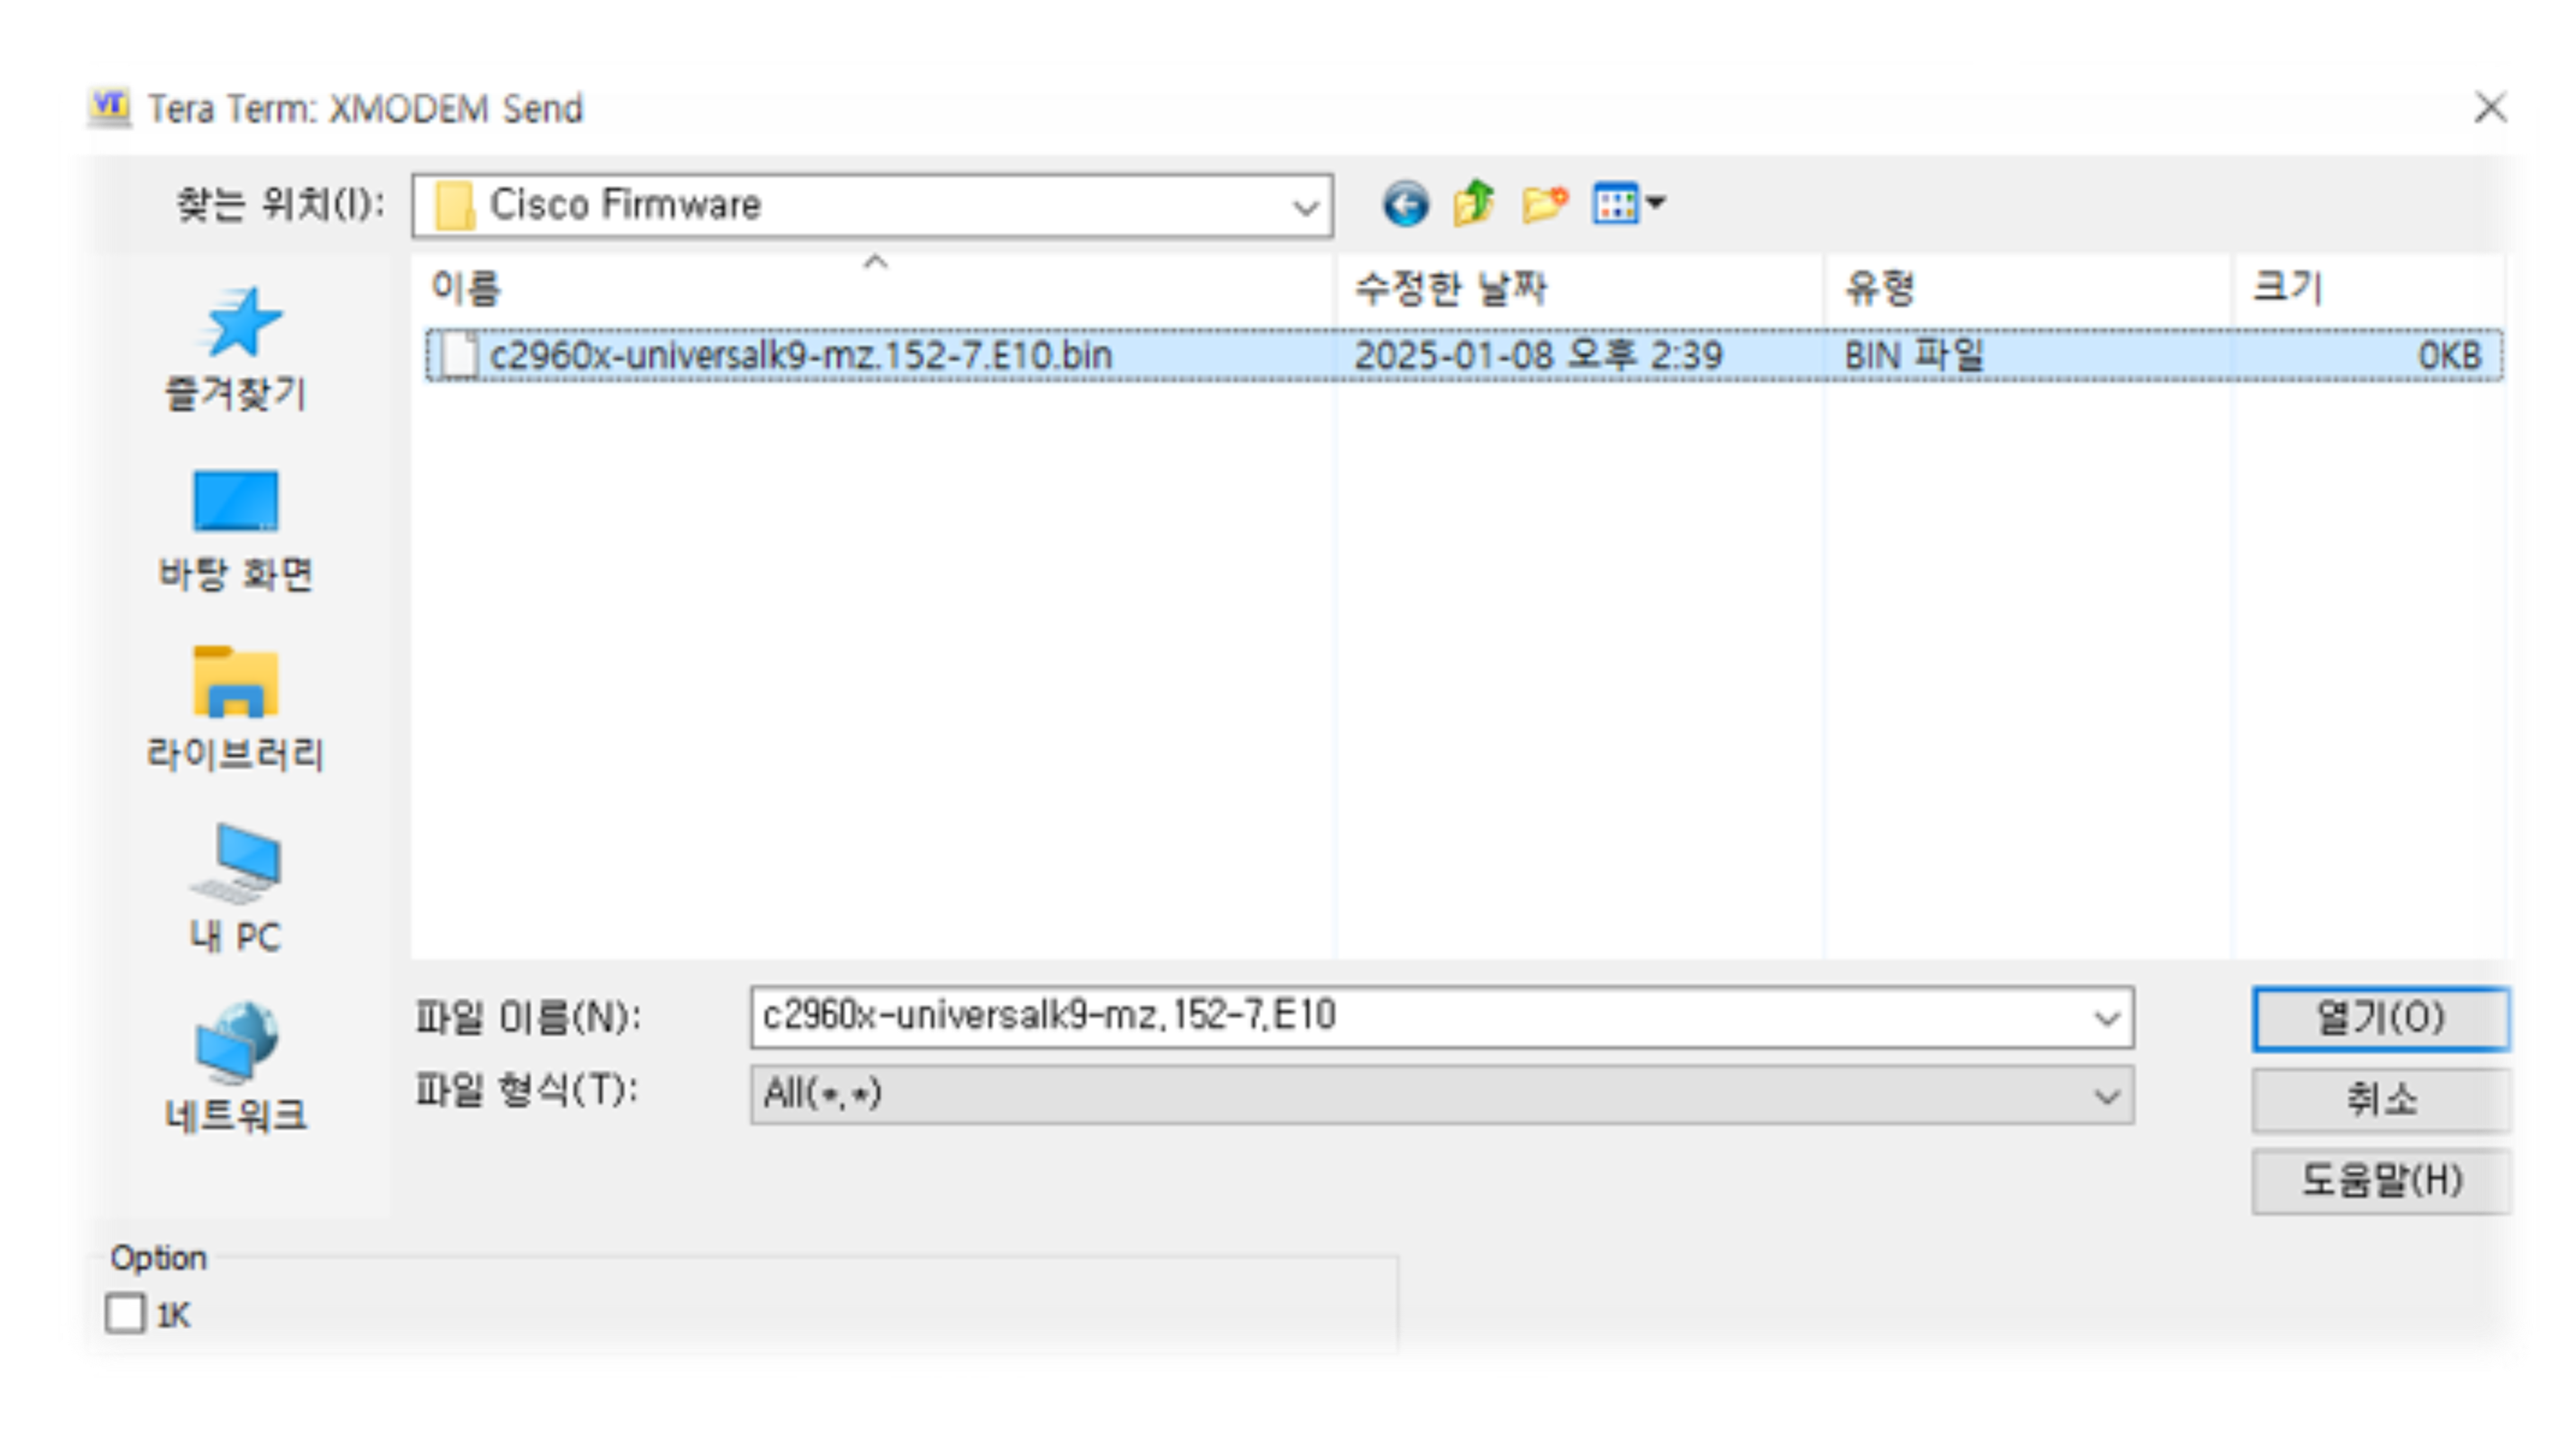 VT Tera Term: XMODEM Send
찾는 위치(I): Cisco Firmware
이름 수정한 날짜 유형 크기
c2960x-universalk9-mz.152-7.E10.bin 2025-01-08 오후 2:39 BIN 파일 0KB
즐겨찾기
바탕 화면
라이브러리
내 PC
네트워크
파일 이름(N): c2960x-universalk9-mz.152-7.E10 열기(O)
파일 형식(T): All(*.*) 취소
도움말(H)
Option
1K